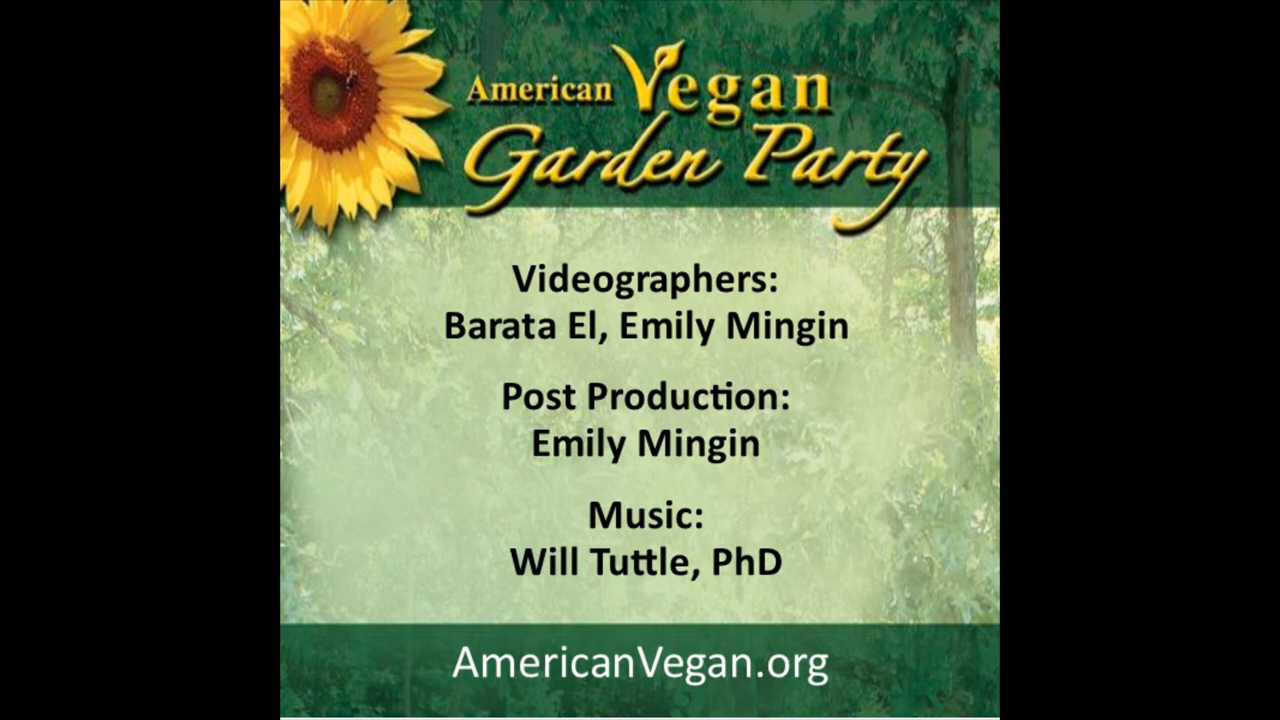 American Vegan
Garden Party
Videographers:
Barata El, Emily Mingin
Post Production:
Emily Mingin
Music:
Will Tuttle, PhD
AmericanVegan.org